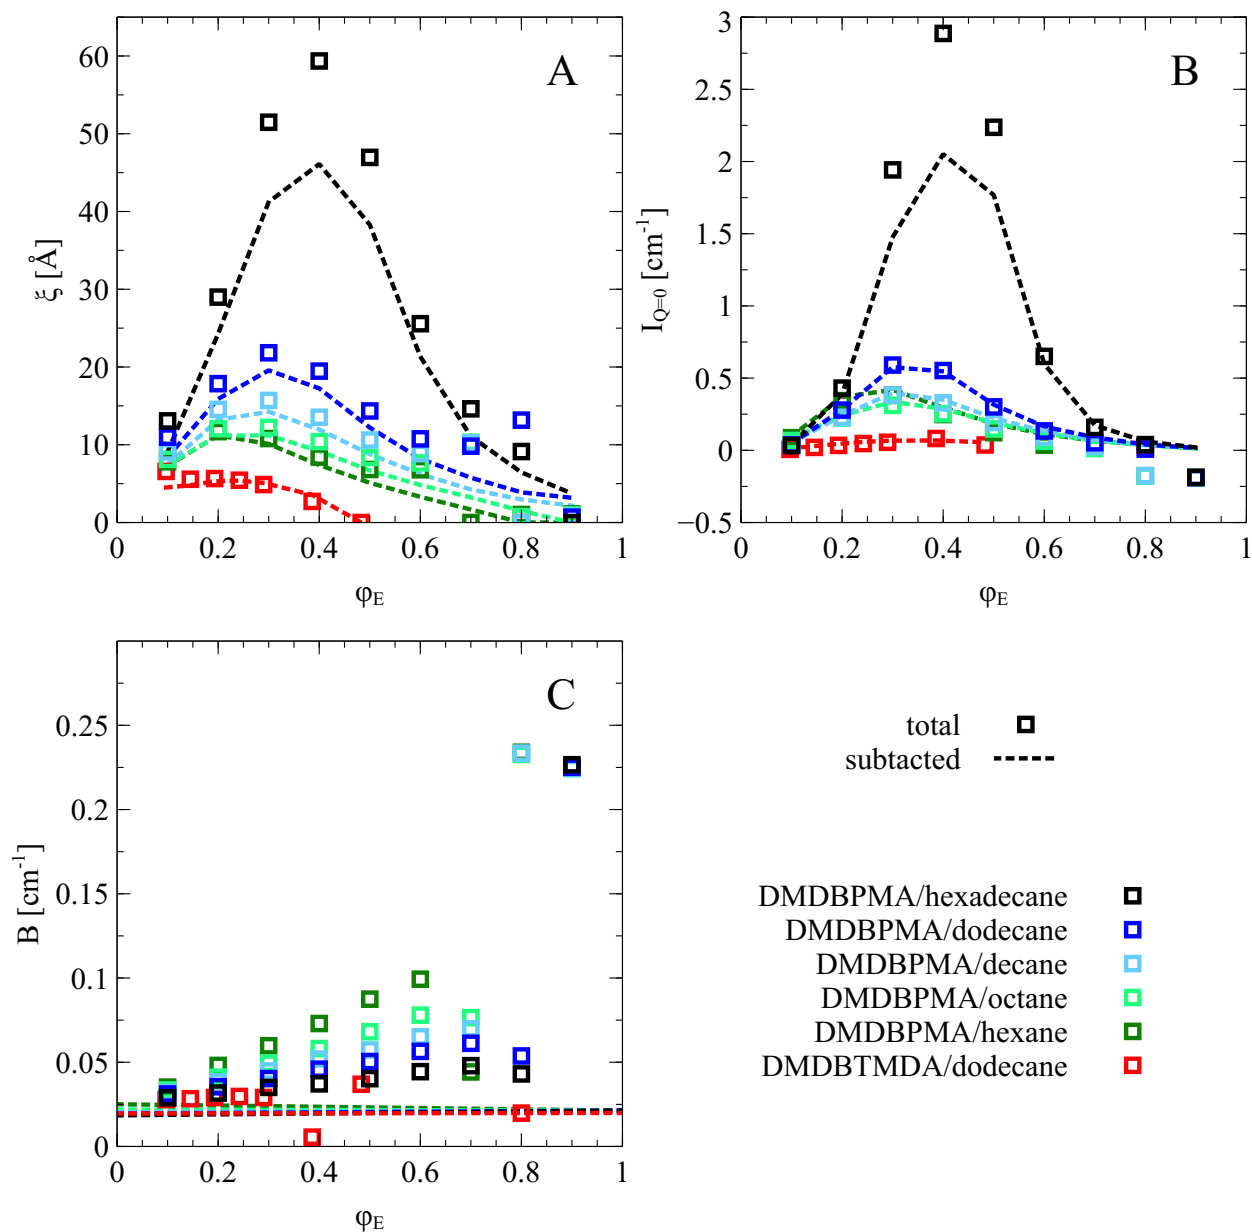 60
50
40
30
20
10
0
ξ [Å]
A
0
0.2
0.4
0.6
0.8
1
φE
3
2.5
2
1.5
1
0.5
0
−0.5
I Q=0 [cm-1]
B
0
0.2
0.4
0.6
0.8
1
φE
0.25
0.2
0.15
0.1
0.05
0
B [cm-1]
C
0
0.2
0.4
0.6
0.8
1
φE
total
subtacted
DMDBPMA/hexadecane
DMDBPMA/dodecane
DMDBPMA/decane
DMDBPMA/octane
DMDBPMA/hexane
DMDBTMDA/dodecane